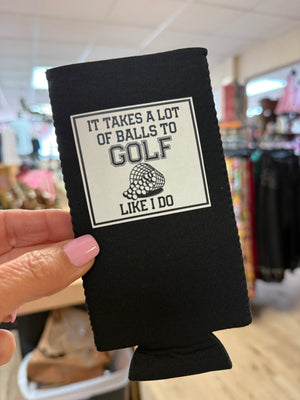 IT TAKES A LOT
OF BALLS TO
GOLF
LIKE I DO